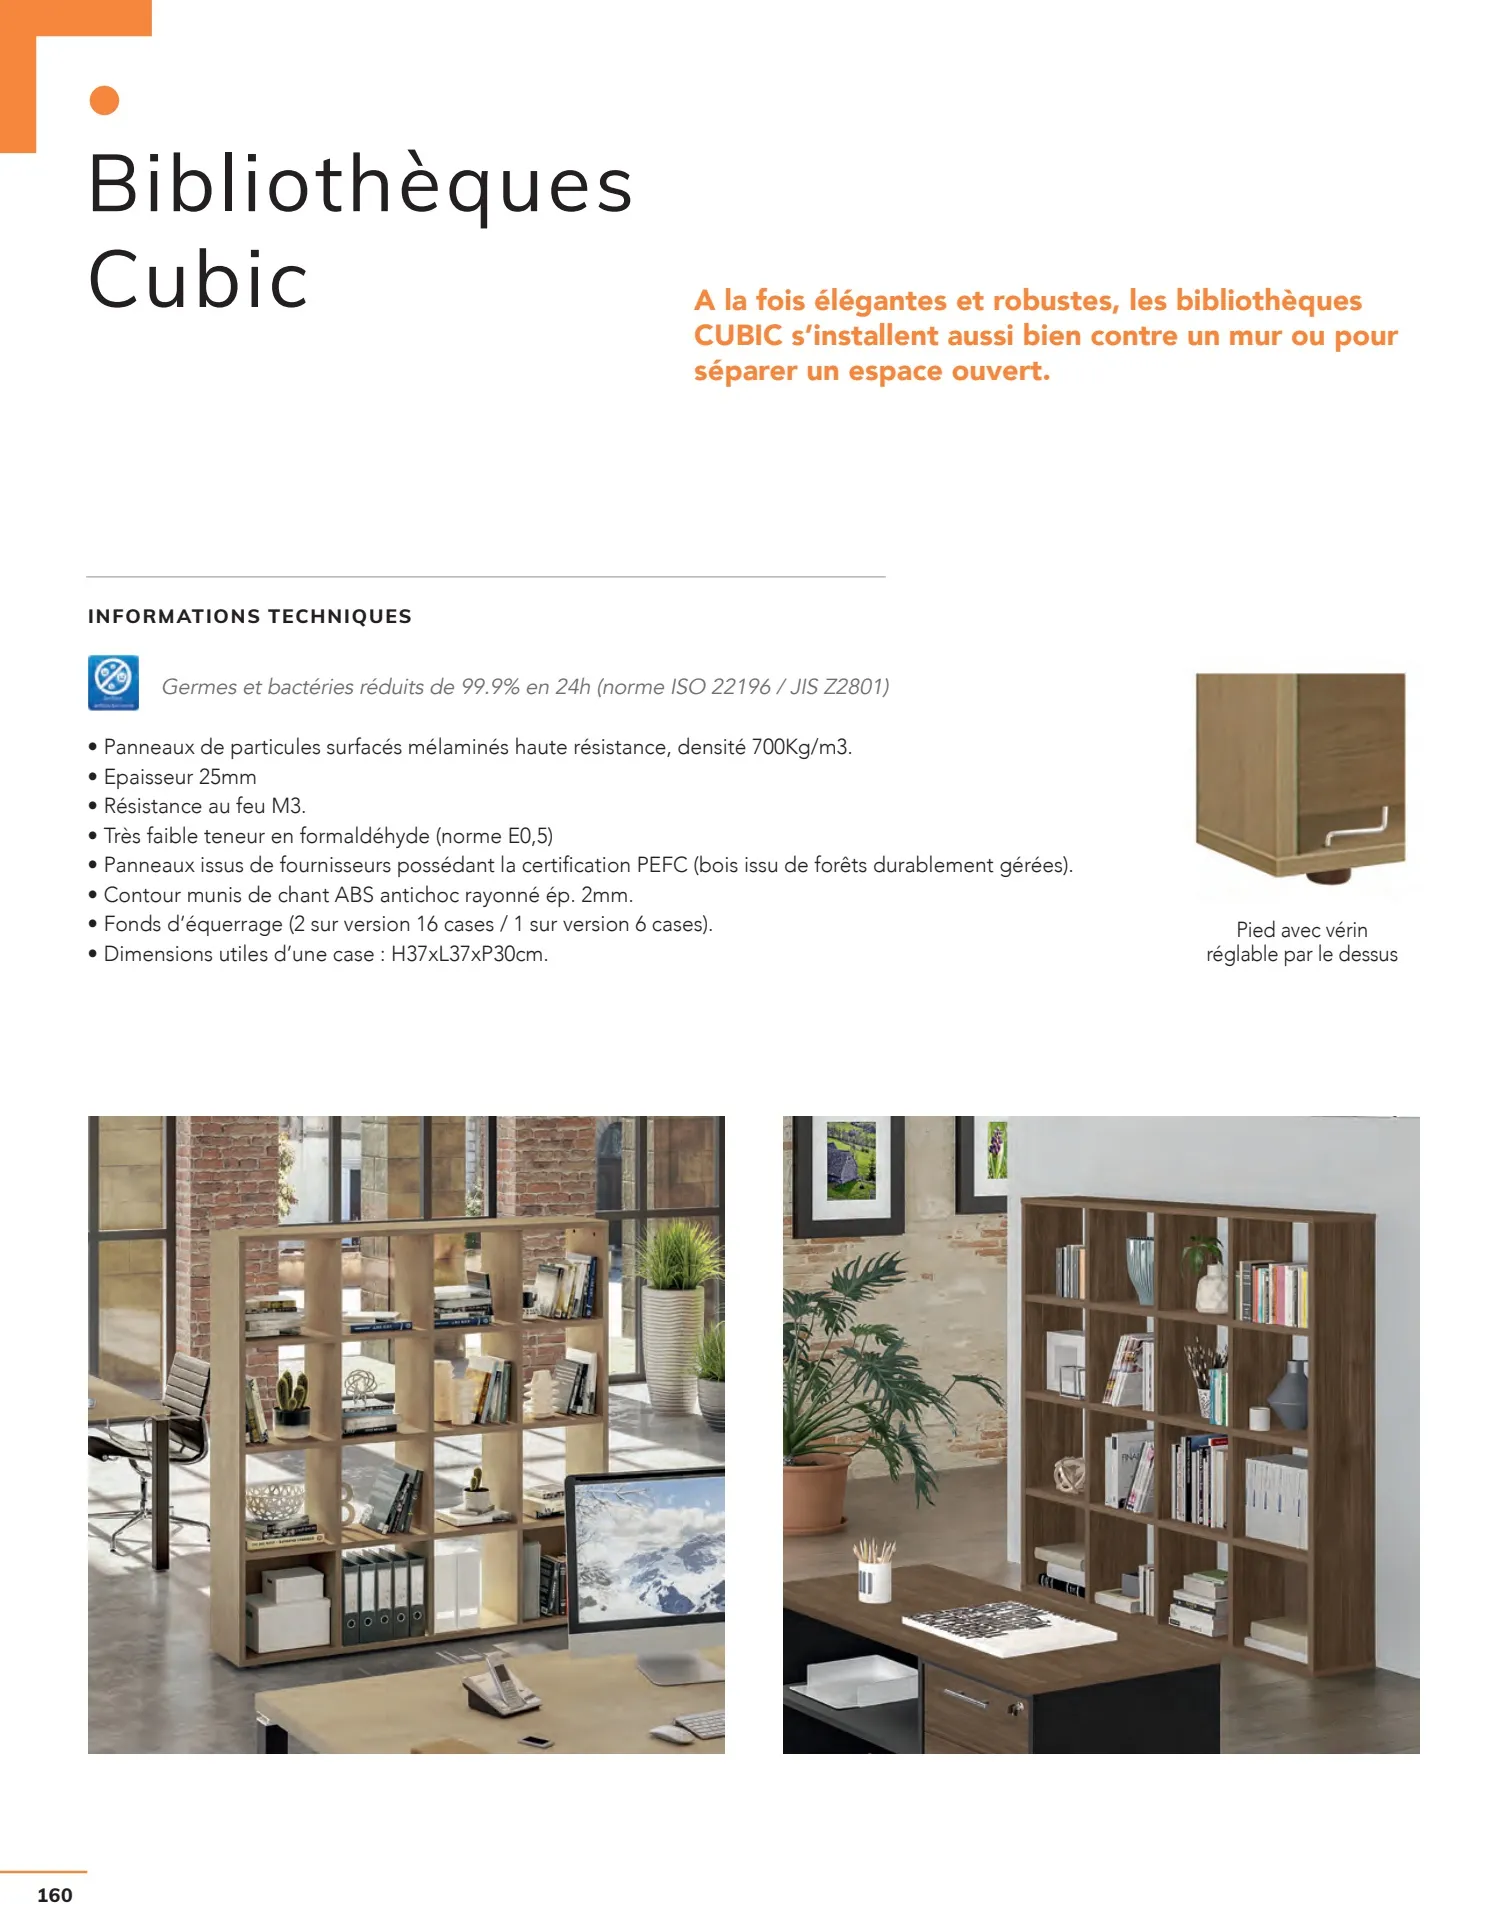 Bibliothèques
Cubic
A la fois élégantes et robustes, les bibliothèques
CUBIC s’installent aussi bien contre un mur ou pour
séparer un espace ouvert.
INFORMATIONS TECHNIQUES
Germes et bactéries réduits de 99.9% en 24h (norme ISO 22196 / JIS Z2801)
• Panneaux de particules surfacés mélaminés haute résistance, densité 700Kg/m3.
• Epaisseur 25mm
• Résistance au feu M3.
• Très faible teneur en formaldéhyde (norme E0,5)
• Panneaux issus de fournisseurs possédant la certification PEFC (bois issu de forêts durablement gérées).
• Contour munis de chant ABS antichoc rayonné ép. 2mm.
• Fonds d’équerrage (2 sur version 16 cases / 1 sur version 6 cases).
• Dimensions utiles d’une case : H37xL37xP30cm.
Pied avec vérin
réglable par le dessus
160